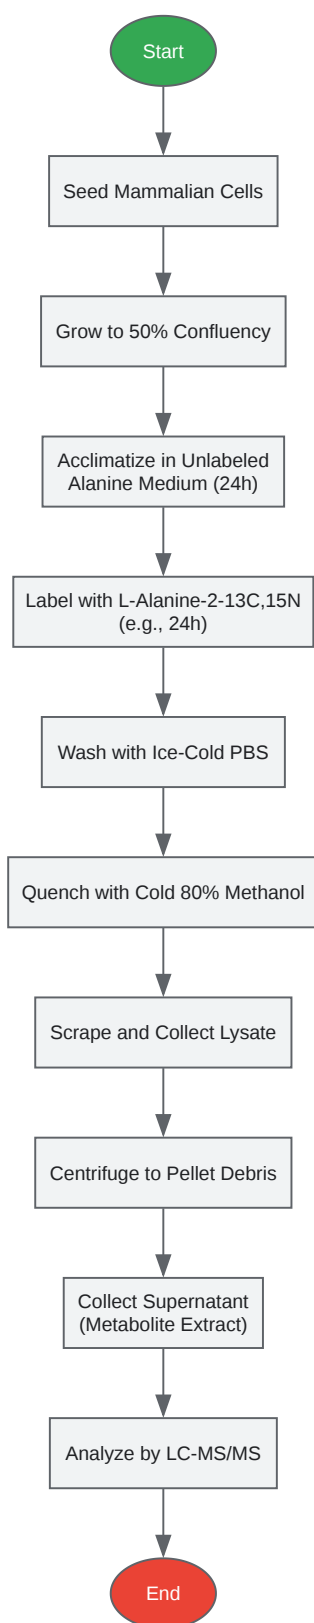 Start
Seed Mammalian Cells
Grow to 50% Confluency
Acclimatize in Unlabeled
Alanine Medium (24h)
Label with L-Alanine-2-13C,15N
(e.g., 24h)
Wash with Ice-Cold PBS
Quench with Cold 80% Methanol
Scrape and Collect Lysate
Centrifuge to Pellet Debris
Collect Supernatant
(Metabolite Extract)
Analyze by LC-MS/MS
End